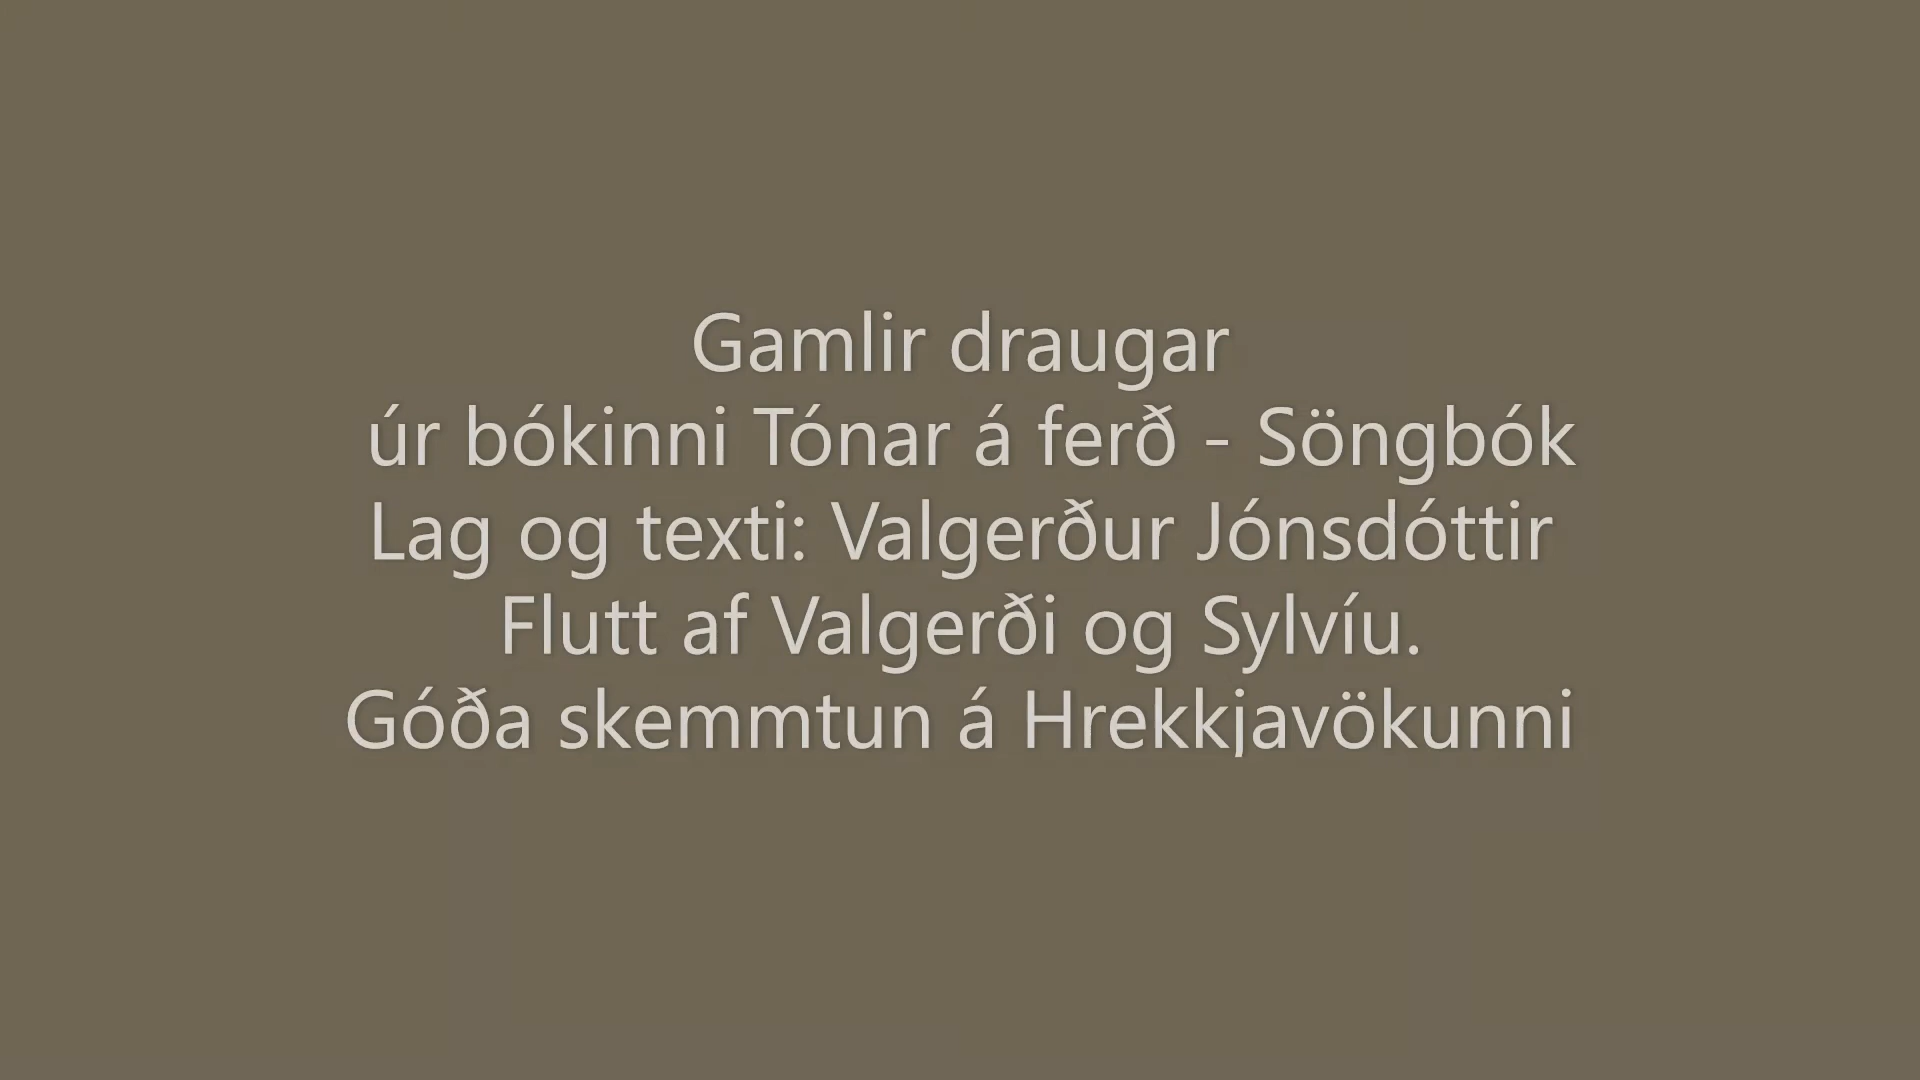 Gamlir draugar
úr bókinni Tónar á ferð - Söngbók
Lag og texti: Valgerður Jónsdóttir
Flutt af Valgerði og Sylvíu.
Góða skemmtun á Hrekkjavökunni